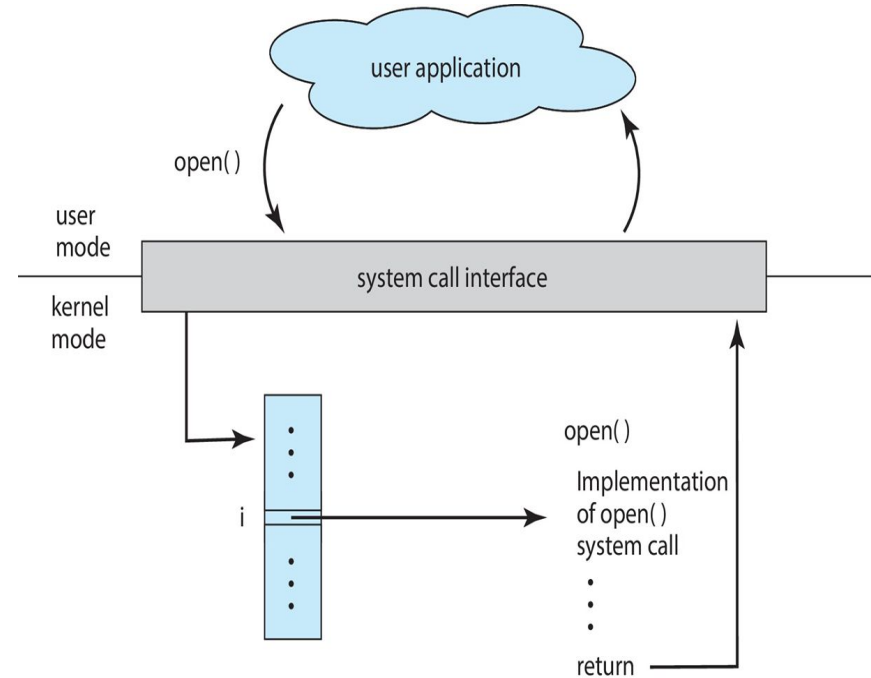 user application
open( )
user
mode
system call interface
kernel
mode
open( )
Implementation
of open( )
system call
i
return